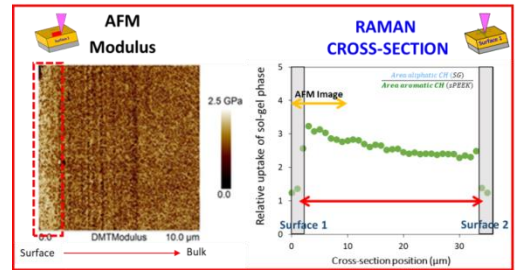 AFM
Modulus
Surface 1
2.5 GPa
0.0
0.0 DMTModulus 10.0 µm
Surface Bulk
RAMAN
CROSS-SECTION
Surface 1
Area aliphatic CH (SG)
Area aromatic CH (sPEEK)
AFM Image
Relative uptake of sol-gel phase
5
4
3
2
1
0
Surface 1
Surface 2
0 10 20 30
Cross-section position (µm)